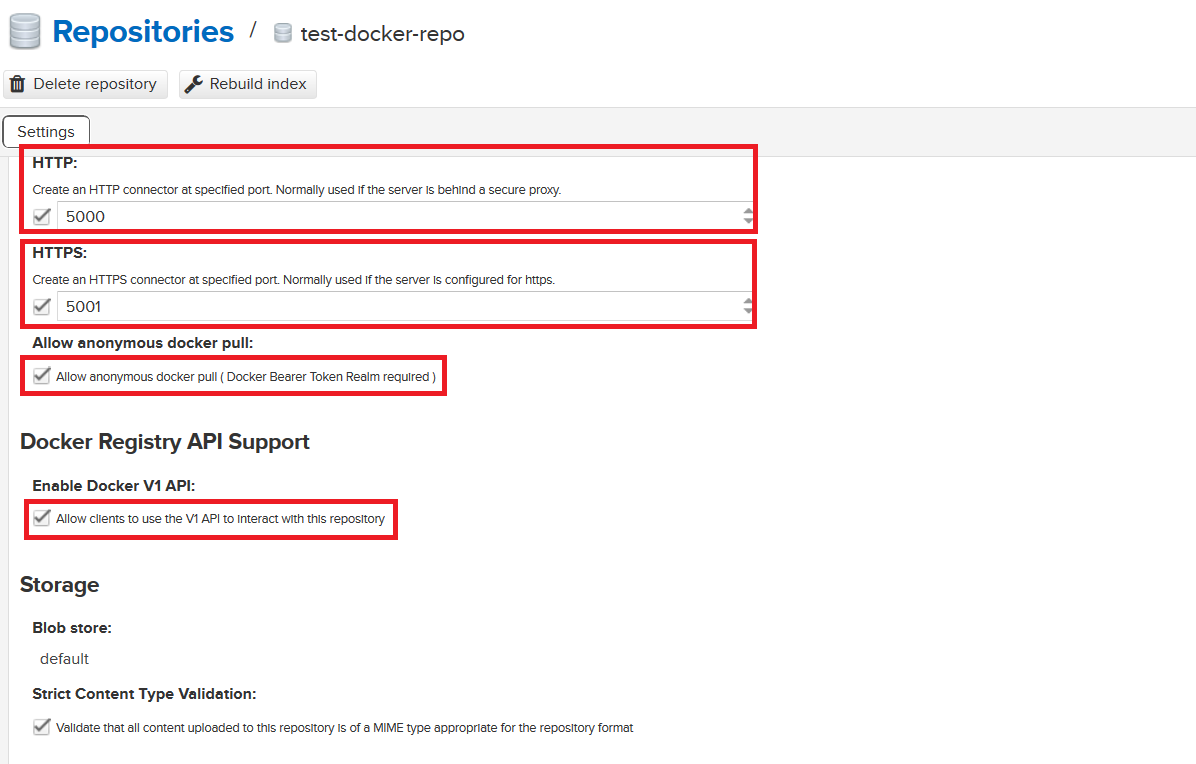 Repositories / test-docker-repo
Delete repository Rebuild index
Settings
HTTP:
Create an HTTP connector at specified port. Normally used if the server is behind a secure proxy.
5000
HTTPS:
Create an HTTPS connector at specified port. Normally used if the server is configured for https.
5001
Allow anonymous docker pull:
Allow anonymous docker pull ( Docker Bearer Token Realm required )
Docker Registry API Support
Enable Docker V1 API:
Allow clients to use the V1 API to interact with this repository
Storage
Blob store:
default
Strict Content Type Validation:
Validate that all content uploaded to this repository is of a MIME type appropriate for the repository format